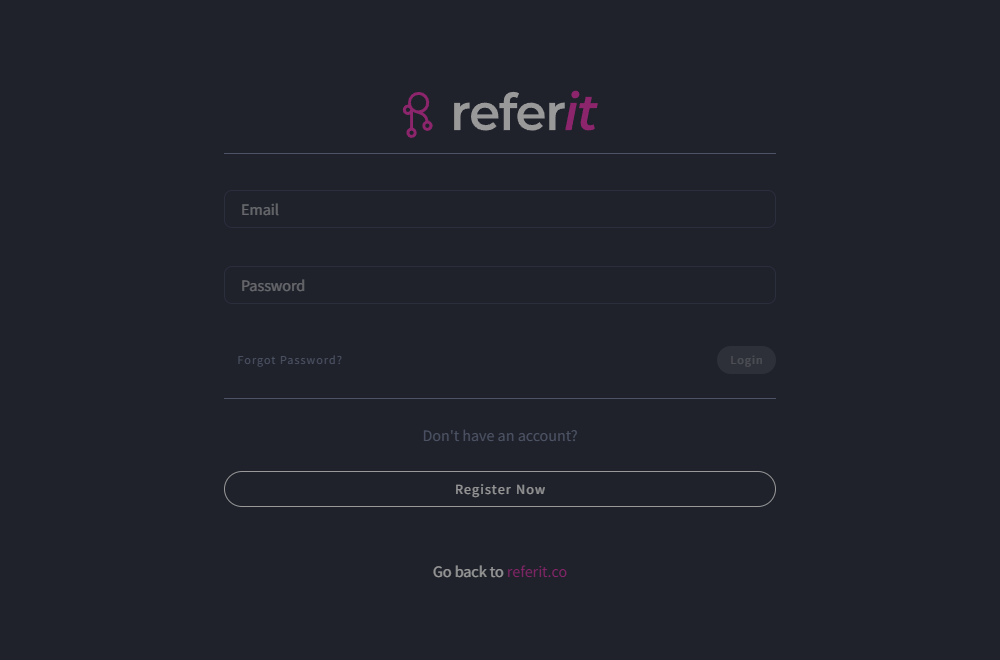 referit
Email
Password
Forgot Password?
Login
Don't have an account?
Register Now
Go back to referit.co